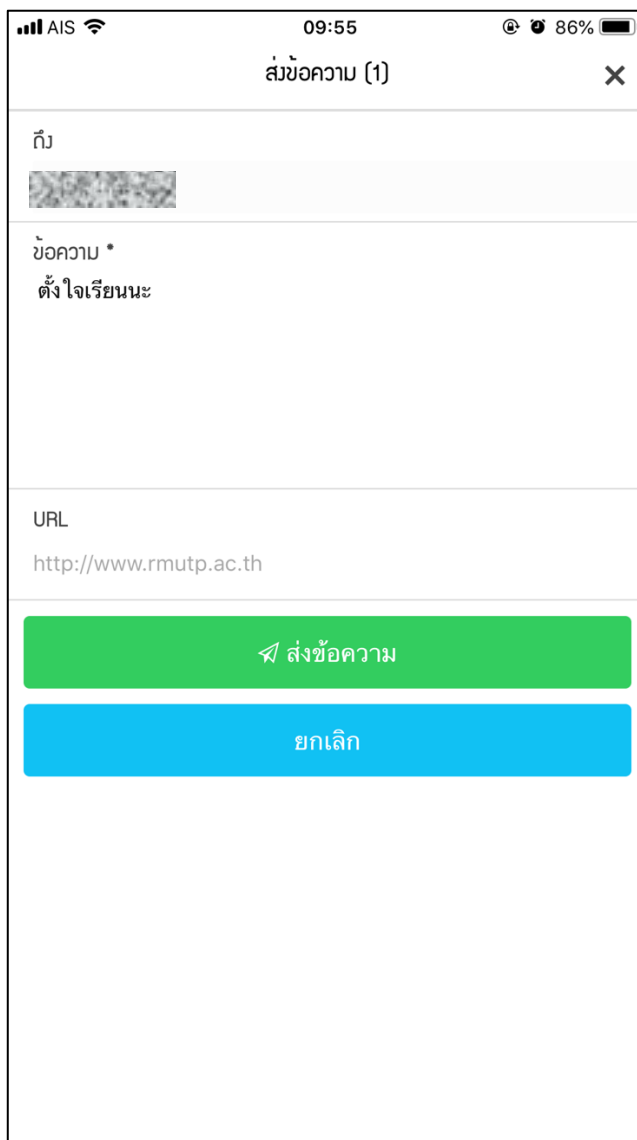 AIS 09:55 86%
ส่งข้อความ (1)
ถึง
ข้อความ *
ตั้งใจเรียนนะ
URL
http://www.rmutp.ac.th
ส่งข้อความ
ยกเลิก